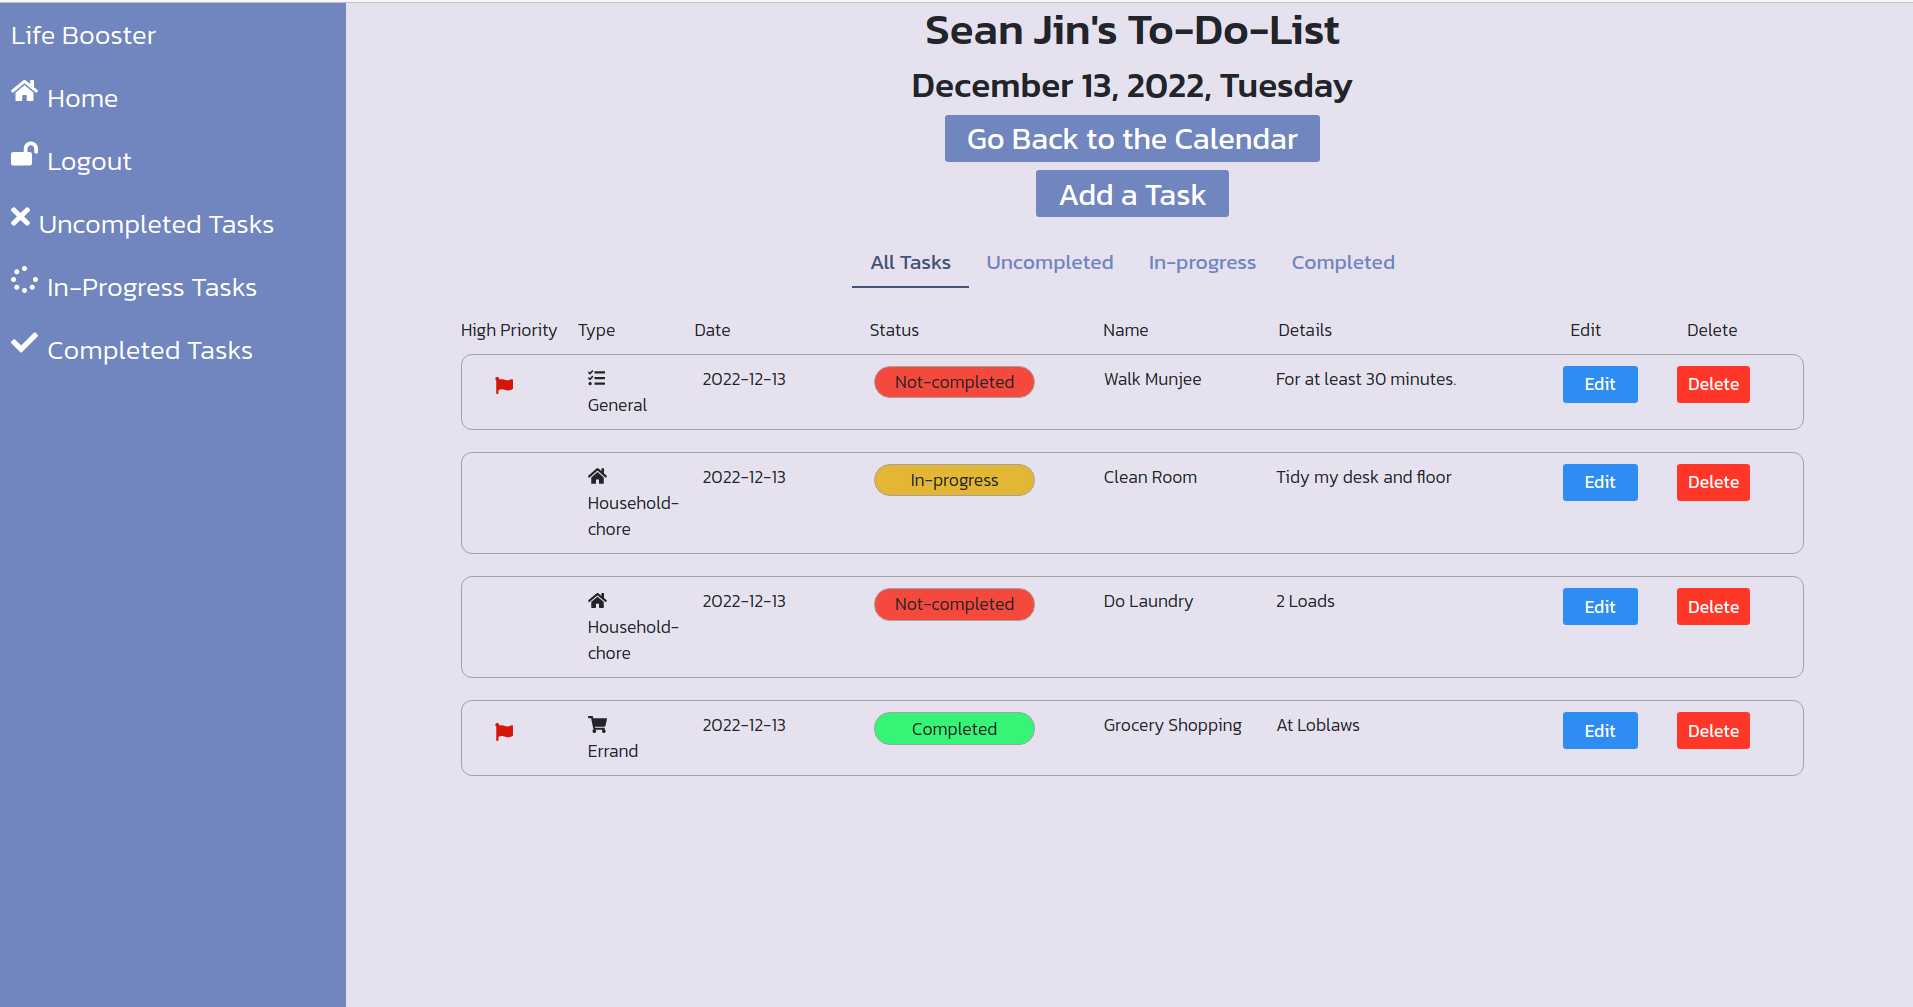 Life Booster
Home
Logout
Uncompleted Tasks
In-Progress Tasks
Completed Tasks
Sean Jin's To-Do-List
December 13, 2022, Tuesday
Go Back to the Calendar
Add a Task
All Tasks Uncompleted In-progress Completed
High Priority Type Date Status Name Details Edit Delete
General 2022-12-13 Not-completed Walk Munjee For at least 30 minutes. Edit Delete
Household-
chore 2022-12-13 In-progress Clean Room Tidy my desk and floor Edit Delete
Household-
chore 2022-12-13 Not-completed Do Laundry 2 Loads Edit Delete
Errand 2022-12-13 Completed Grocery Shopping At Loblaws Edit Delete